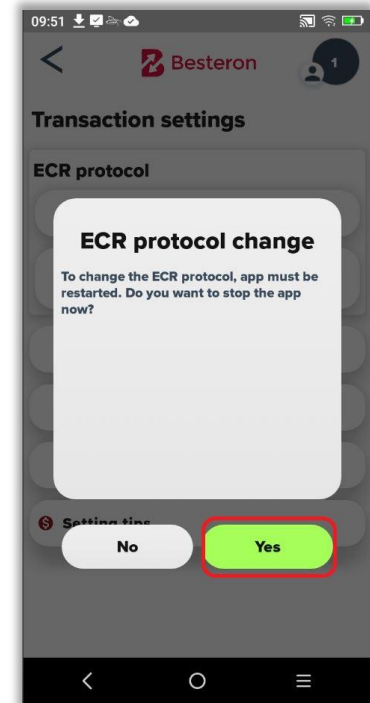 09:51
Besteron
1
Transaction settings
ECR protocol
ECR protocol change
To change the ECR protocol, app must be
restarted. Do you want to stop the app
now?
Setting tips
No
Yes